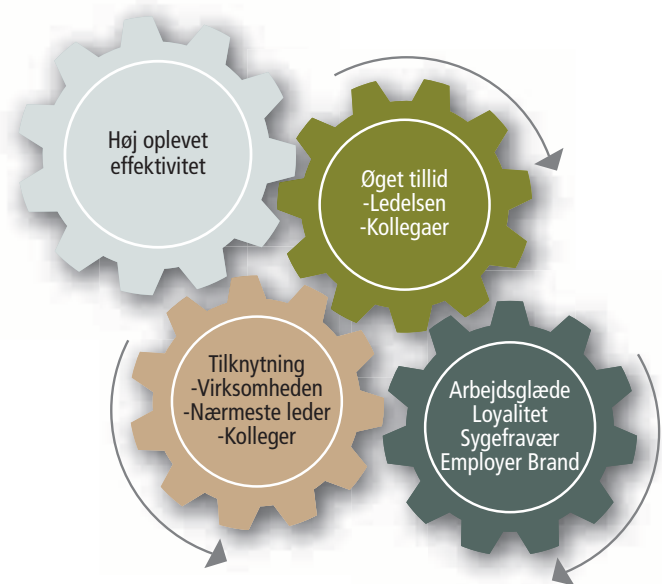 Høj oplevet
effektivitet
Øget tillid
-Ledelsen
-Kollegaer
Tilknytning
-Virksomheden
-Nærmeste leder
-Kolleger
Arbejdsglæde
Loyalitet
Sygefravær
Employer Brand